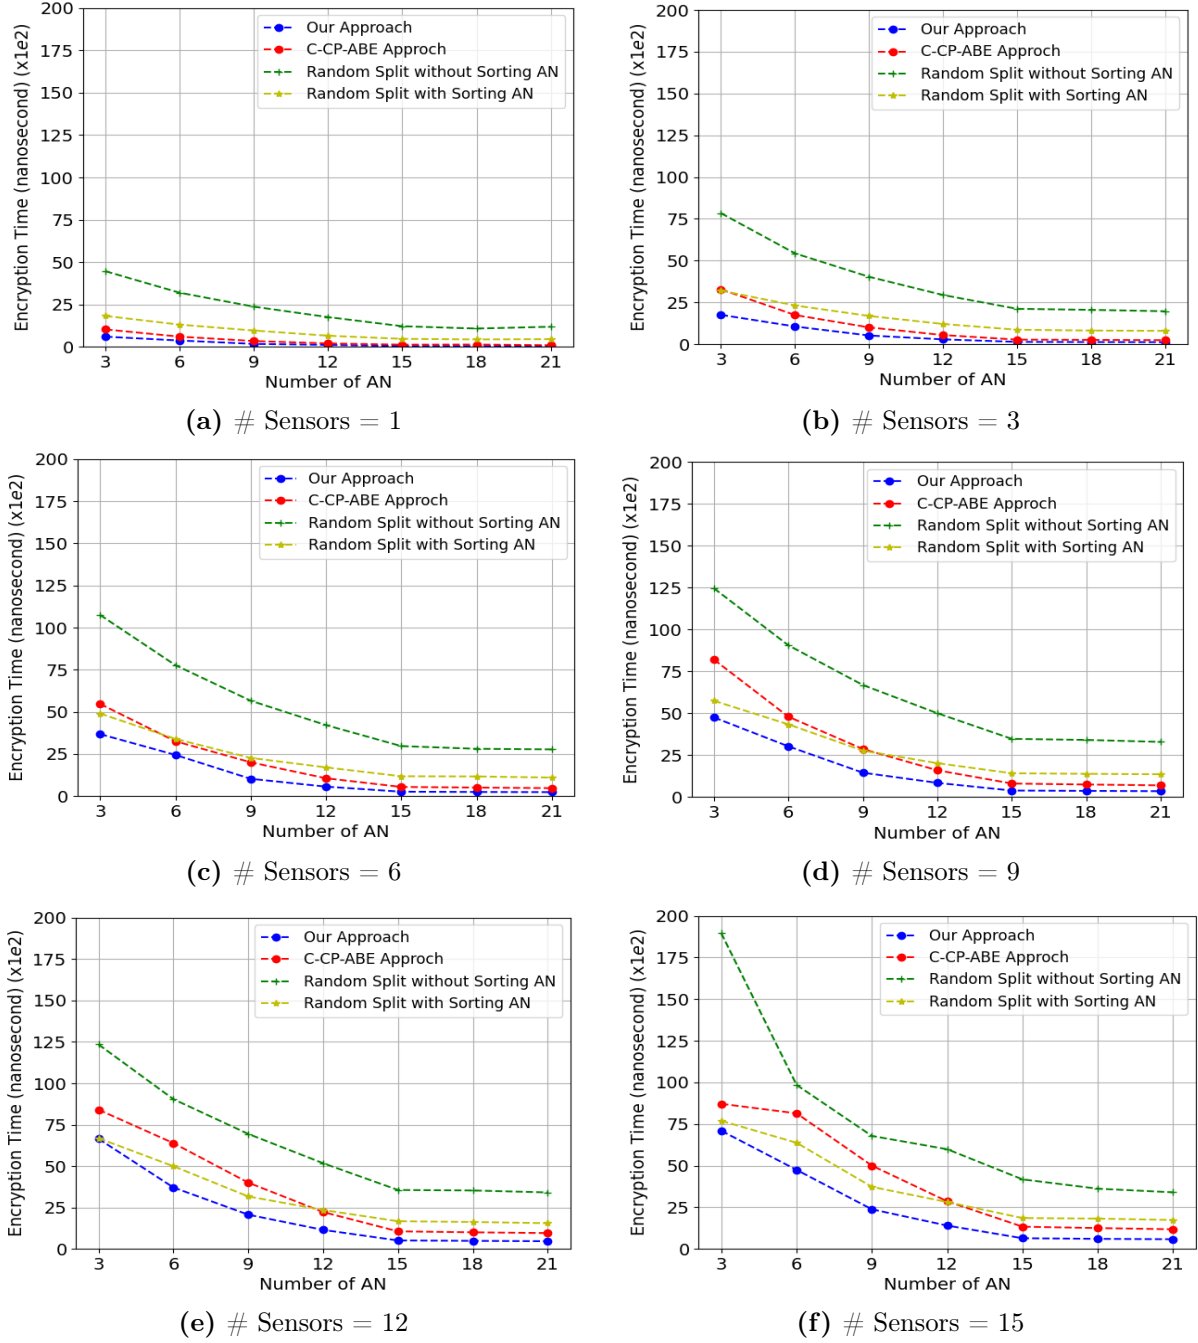 200
175
150
125
100
75
50
25
0
Encryption Time (nanosecond) (x1e2)
Our Approach
C-CP-ABE Approch
Random Split without Sorting AN
Random Split with Sorting AN
3 6 9 12 15 18 21
Number of AN
(a) # Sensors = 1
200
175
150
125
100
75
50
25
0
Encryption Time (nanosecond) (x1e2)
Our Approach
C-CP-ABE Approch
Random Split without Sorting AN
Random Split with Sorting AN
3 6 9 12 15 18 21
Number of AN
(b) # Sensors = 3
200
175
150
125
100
75
50
25
0
Encryption Time (nanosecond) (x1e2)
Our Approach
C-CP-ABE Approch
Random Split without Sorting AN
Random Split with Sorting AN
3 6 9 12 15 18 21
Number of AN
(c) # Sensors = 6
200
175
150
125
100
75
50
25
0
Encryption Time (nanosecond) (x1e2)
Our Approach
C-CP-ABE Approch
Random Split without Sorting AN
Random Split with Sorting AN
3 6 9 12 15 18 21
Number of AN
(d) # Sensors = 9
200
175
150
125
100
75
50
25
0
Encryption Time (nanosecond) (x1e2)
Our Approach
C-CP-ABE Approch
Random Split without Sorting AN
Random Split with Sorting AN
3 6 9 12 15 18 21
Number of AN
(e) # Sensors = 12
200
175
150
125
100
75
50
25
0
Encryption Time (nanosecond) (x1e2)
Our Approach
C-CP-ABE Approch
Random Split without Sorting AN
Random Split with Sorting AN
3 6 9 12 15 18 21
Number of AN
(f) # Sensors = 15